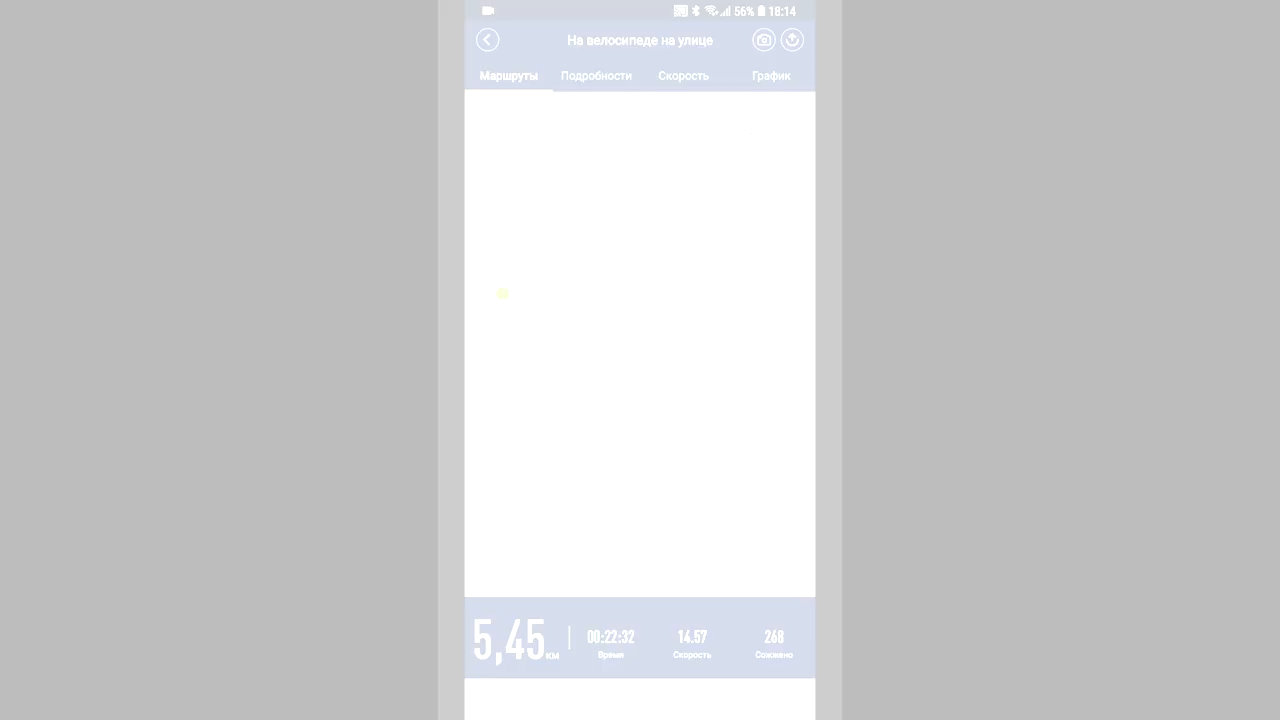 56% 18:14
На велосипеде на улице
Маршруты Подробности Скорость График
5,45 км 00:22:32 14.57 268
Время Скорость Сожжено